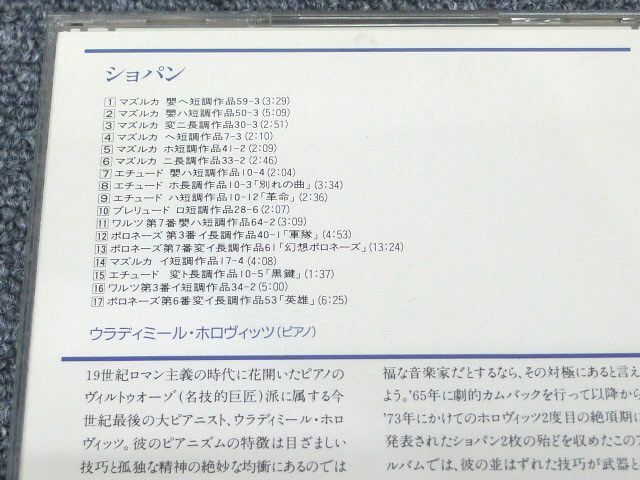 ショパン
1 マズルカ 嬰ヘ短調作品59-3(3:29)
2 マズルカ 嬰ハ短調作品50-3(5:09)
3 マズルカ 変ニ長調作品30-3(2:51)
4 マズルカ ヘ短調作品7-3(2:10)
5 マズルカ ホ短調作品41-2(2:09)
6 マズルカ ニ長調作品33-2(2:46)
7 エチュード 嬰ハ短調作品10-4(2:04)
8 エチュード ホ長調作品10-3「別れの曲」(3:34)
9 エチュード ハ短調作品10-12「革命」(2:36)
10 プレリュード ロ短調作品28-6(2:07)
11 ワルツ 第7番嬰ハ短調作品64-2(3:09)
12 ポロネーズ 第3番イ長調作品40-1「軍隊」(4:53)
13 ポロネーズ第7番変イ長調作品61「幻想ポロネーズ」(13:24)
14 マズルカ イ短調作品17-4(4:08)
15 エチュード 変ト長調作品10-5「黒鍵」(1:37)
16 ワルツ第3番イ短調作品34-2(5:00)
17 ポロネーズ第6番変イ長調作品53「英雄」(6:25)
ウラディミール・ホロヴィッツ(ピアノ)
19世紀ロマン主義の時代に花開いたピアノの
ヴィルトゥオーゾ(名技的巨匠)派に属する今
世紀最後の大ピアニスト、ウラディミール・ホロ
ヴィッツ。彼のピアニズムの特徴は目ざましい
技巧と孤独な精神の絶妙な均衡にあるのでは
福な音楽家だとするなら、その対極にあると言え
よう。'65年に劇的カムバックを行って以降から
'73年にかけてのホロヴィッツ2度目の絶頂期に
発表されたショパン2枚の殆どを収めたこのア
ルバムでは、彼の並はずれた技巧が武器と